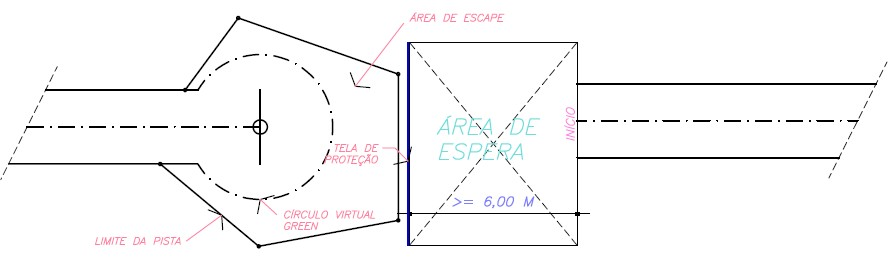 ÁREA DE ESCAPE
ÁREA DE
ESPERA
INÍCIO
TELA DE
PROTEÇÃO
>= 6,00 M
CÍRCULO VIRTUAL
GREEN
LIMITE DA PISTA